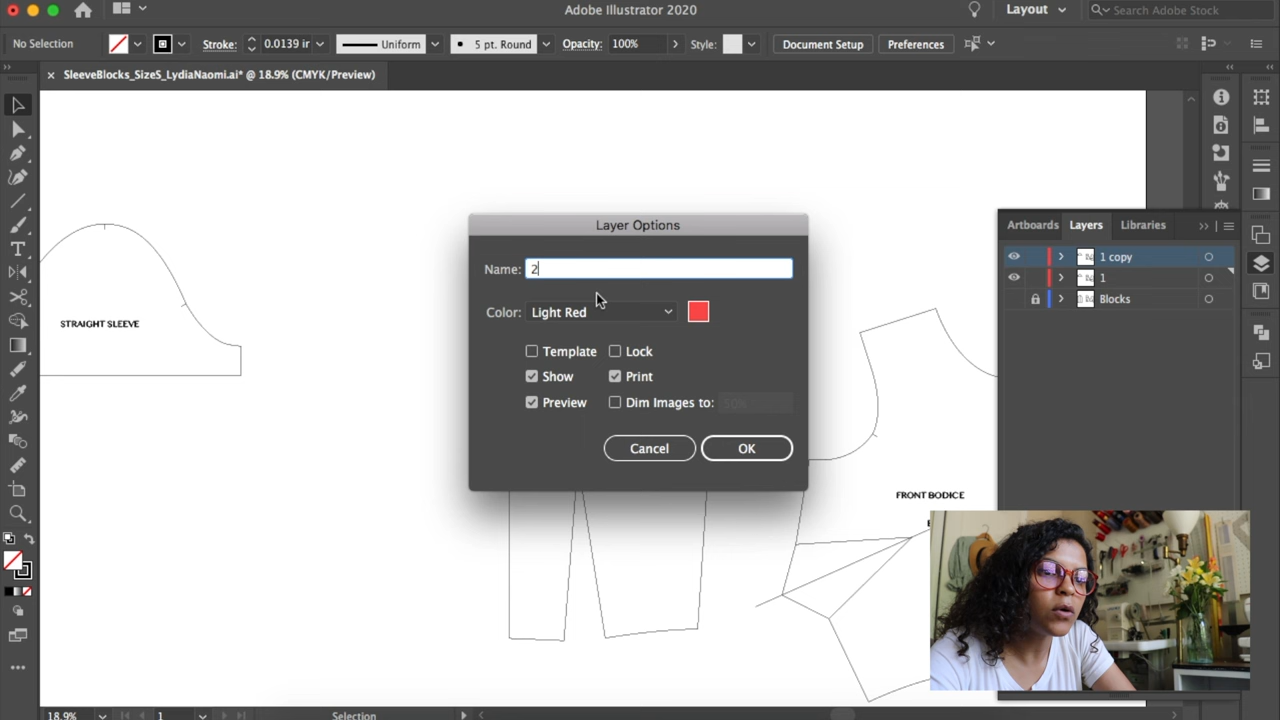 Adobe Illustrator 2020
Layout
Search Adobe Stock
No Selection
Stroke:
0.0139 ir
Uniform
5 pt. Round
Opacity:
100%
Style:
Document Setup
Preferences
SleeveBlocks_SizeS_LydiaNaomi.ai* @ 18.9% (CMYK/Preview)
STRAIGHT SLEEVE
Layer Options
Name:
2
Color:
Light Red
Template
Lock
Show
Print
Preview
Dim Images to:
50%
Cancel
OK
Artboards
Layers
Libraries
1 copy
1
Blocks
FRONT BODICE
18.9%
1
Selection